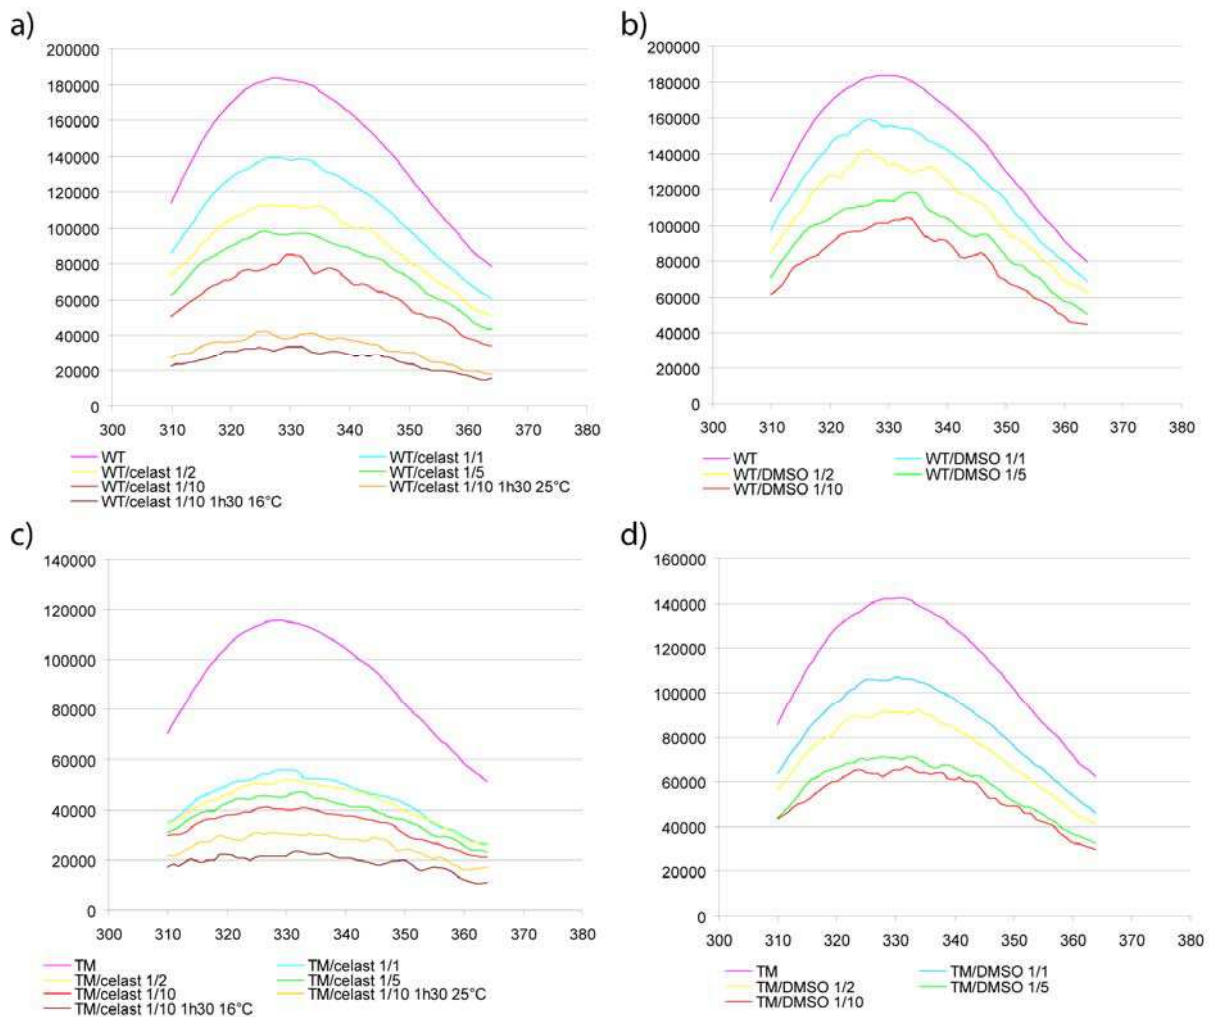 a)
200000
180000
160000
140000
120000
100000
80000
60000
40000
20000
0
300 310 320 330 340 350 360 370 380
WT WT/celast 1/1
WT/celast 1/2 WT/celast 1/5
WT/celast 1/10 WT/celast 1/10 1h30 25°C
WT/celast 1/10 1h30 16°C
b)
200000
180000
160000
140000
120000
100000
80000
60000
40000
20000
0
300 310 320 330 340 350 360 370 380
WT WT/DMSO 1/1
WT/DMSO 1/2 WT/DMSO 1/5
WT/DMSO 1/10
c)
140000
120000
100000
80000
60000
40000
20000
0
300 310 320 330 340 350 360 370 380
TM TM/celast 1/1
TM/celast 1/2 TM/celast 1/5
TM/celast 1/10 TM/celast 1/10 1h30 25°C
TM/celast 1/10 1h30 16°C
d)
160000
140000
120000
100000
80000
60000
40000
20000
0
300 310 320 330 340 350 360 370 380
TM TM/DMSO 1/1
TM/DMSO 1/2 TM/DMSO 1/5
TM/DMSO 1/10